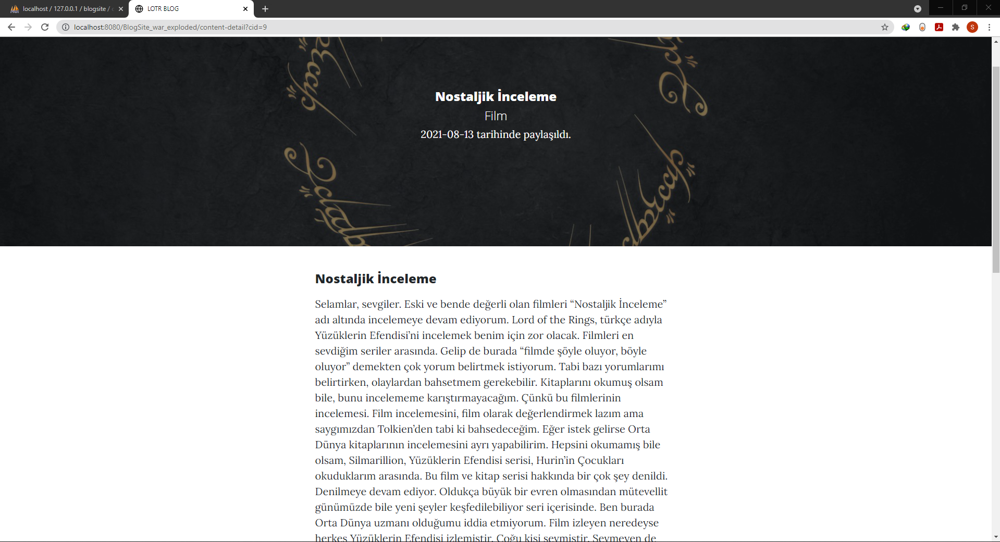 localhost / 127.0.0.1 / blogsite /
LOTR BLOG
localhost:8080/BlogSite_war_exploded/content-detail?cid=9
S
Nostaljik İnceleme
Film
2021-08-13 tarihinde paylaşıldı.
Nostaljik İnceleme
Selamlar, sevgiler. Eski ve bende değerli olan filmleri “Nostaljik İnceleme”
adı altında incelemeye devam ediyorum. Lord of the Rings, türkçe adıyla
Yüzüklerin Efendisi’ni incelemek benim için zor olacak. Filmleri en
sevdiğim seriler arasında. Gelip de burada “filmde şöyle oluyor, böyle
oluyor” demekten çok yorum belirtmek istiyorum. Tabi bazı yorumlarımı
belirtirken, olaylardan bahsetmem gerekebilir. Kitaplarını okumuş olsam
bile, bunu incelememe karıştırmayacağım. Çünkü bu filmlerinin
incelemesi. Film incelemesini, film olarak değerlendirmek lazım ama
saygımızdan Tolkien’den tabi ki bahsedeceğim. Eğer istek gelirse Orta
Dünya kitaplarının incelemesini ayrı yapabilirim. Hepsini okumamış bile
olsam, Silmarillion, Yüzüklerin Efendisi serisi, Hurin’in Çocukları
okuduklarım arasında. Bu film ve kitap serisi hakkında bir çok şey denildi.
Denilmeye devam ediyor. Oldukça büyük bir evren olmasından mütevellit
günümüzde bile yeni şeyler keşfedilebiliyor seri içerisinde. Ben burada
Orta Dünya uzmanı olduğumu iddia etmiyorum. Film izleyen neredeyse
herkes Yüzüklerin Efendisi izlemiştir. Çoğu kişi sevmiştir. Sevmeyen de